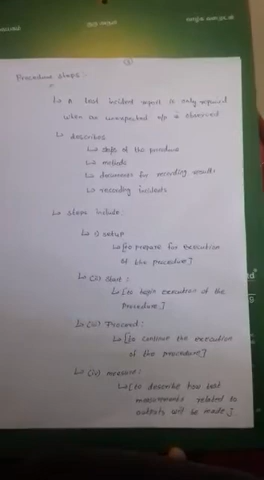 Procedure steps :
↳ A test incident report is only required
when an unexpected o/p is observed
↳ describes
↳ steps of the procedure
↳ include
↳ documents for recording results
↳ recording incidents
↳ steps include :
↳ i) setup
↳ [to prepare for execution
of the procedure]
↳ (ii) Start :
↳ [to begin execution of the
procedure.]
↳ (iii) Proceed :
↳ [to continue the execution
of the procedure]
↳ (iv) measure :
↳ [to describe how test
measurements related to
outputs will be made].